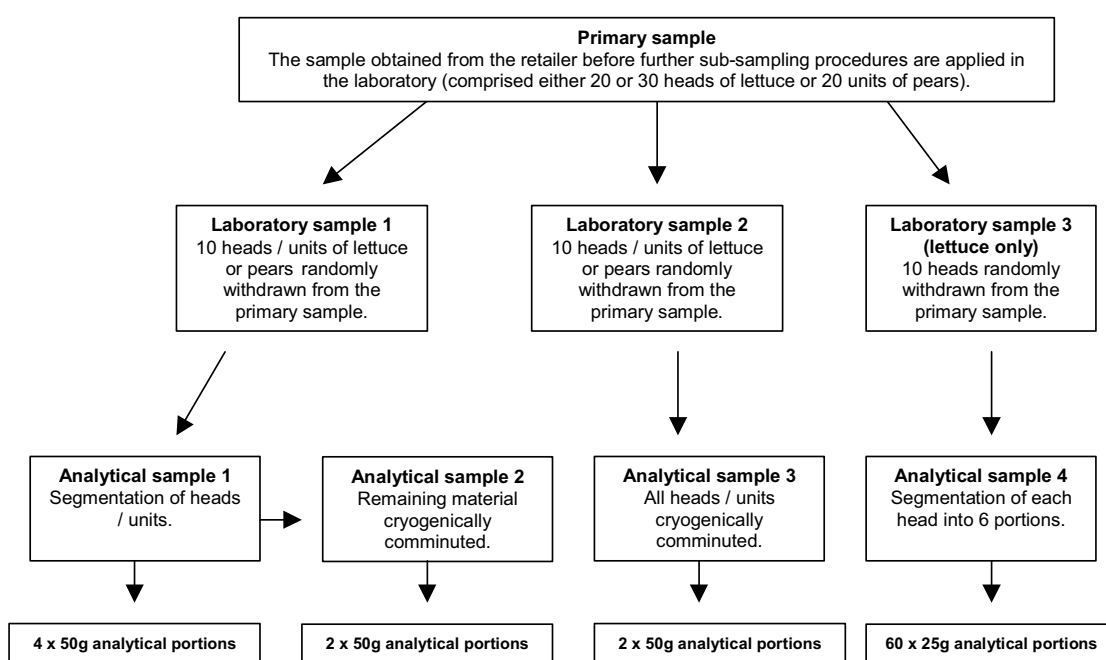 Primary sample
The sample obtained from the retailer before further sub-sampling procedures are applied in
the laboratory (comprised either 20 or 30 heads of lettuce or 20 units of pears).
Laboratory sample 1
10 heads / units of lettuce
or pears randomly
withdrawn from the
primary sample.
Laboratory sample 2
10 heads / units of lettuce
or pears randomly
withdrawn from the
primary sample.
Laboratory sample 3
(lettuce only)
10 heads randomly
withdrawn from the
primary sample.
Analytical sample 1
Segmentation of heads
/ units.
Analytical sample 2
Remaining material
cryogenically
comminuted.
Analytical sample 3
All heads / units
cryogenically
comminuted.
Analytical sample 4
Segmentation of each
head into 6 portions.
4 x 50g analytical portions
2 x 50g analytical portions
2 x 50g analytical portions
60 x 25g analytical portions